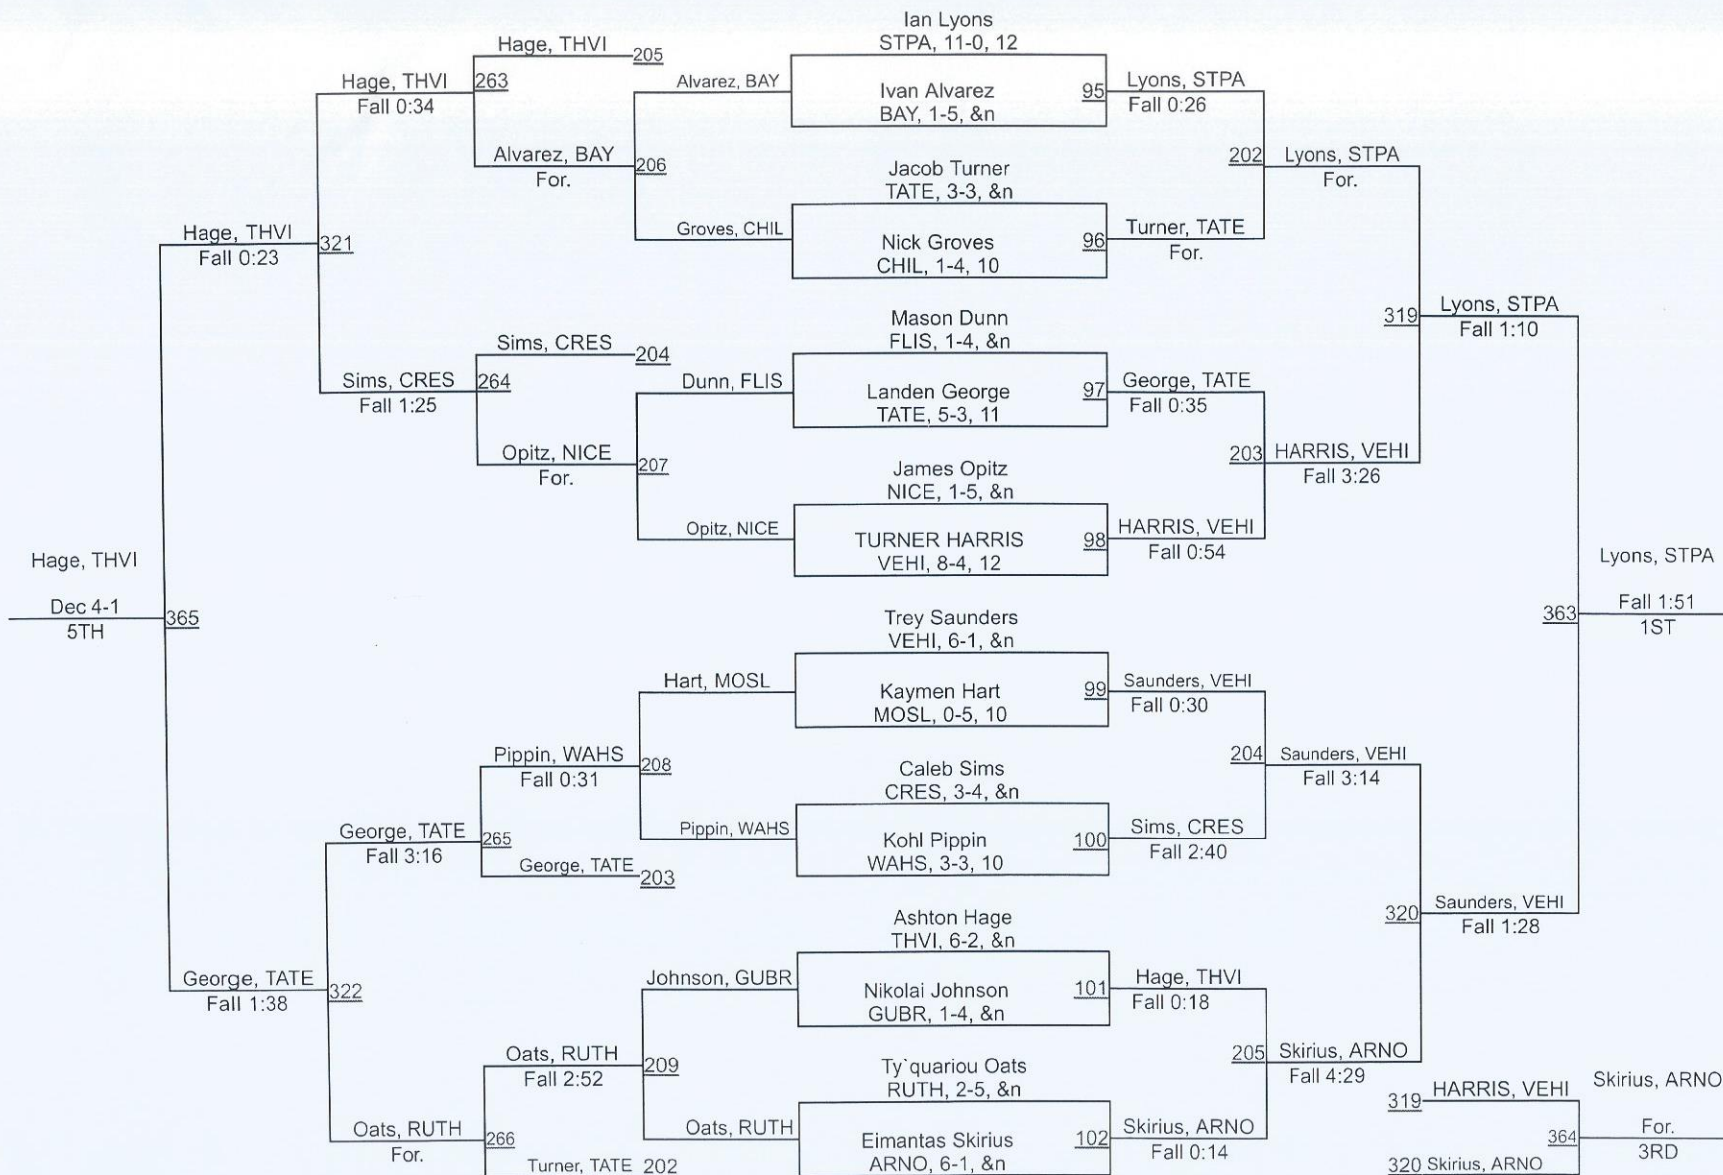 Ian Lyons
STPA, 11-0, 12
Ivan Alvarez
BAY, 1-5, &n
95
Jacob Turner
TATE, 3-3, &n
Nick Groves
CHIL, 1-4, 10
96
Mason Dunn
FLIS, 1-4, &n
Landen George
TATE, 5-3, 11
97
James Opitz
NICE, 1-5, &n
TURNER HARRIS
VEHI, 8-4, 12
98
Trey Saunders
VEHI, 6-1, &n
Kaymen Hart
MOSL, 0-5, 10
99
Caleb Sims
CRES, 3-4, &n
Kohl Pippin
WAHS, 3-3, 10
100
Ashton Hage
THVI, 6-2, &n
Nikolai Johnson
GUBR, 1-4, &n
101
Ty`quariou Oats
RUTH, 2-5, &n
Eimantas Skirius
ARNO, 6-1, &n
102
Lyons, STPA
Fall 0:26
Turner, TATE
For.
George, TATE
Fall 0:35
HARRIS, VEHI
Fall 0:54
Saunders, VEHI
Fall 0:30
Sims, CRES
Fall 2:40
Hage, THVI
Fall 0:18
Skirius, ARNO
Fall 0:14
202
Lyons, STPA
For.
203
HARRIS, VEHI
Fall 3:26
204
Saunders, VEHI
Fall 3:14
205
Skirius, ARNO
Fall 4:29
319
Lyons, STPA
Fall 1:10
320
Saunders, VEHI
Fall 1:28
363
Lyons, STPA
Fall 1:51
1ST
319
HARRIS, VEHI
320
Skirius, ARNO
364
Skirius, ARNO
For.
3RD
Alvarez, BAY
Groves, CHIL
Dunn, FLIS
Opitz, NICE
Hart, MOSL
Pippin, WAHS
Johnson, GUBR
Oats, RUTH
Hage, THVI
205
Alvarez, BAY
For.
206
Sims, CRES
204
Opitz, NICE
For.
207
Pippin, WAHS
Fall 0:31
208
George, TATE
203
Oats, RUTH
Fall 2:52
209
Turner, TATE
202
Hage, THVI
Fall 0:34
263
Sims, CRES
Fall 1:25
264
George, TATE
Fall 3:16
265
Oats, RUTH
For.
266
Hage, THVI
Fall 0:23
321
George, TATE
Fall 1:38
322
Hage, THVI
Dec 4-1
5TH
365